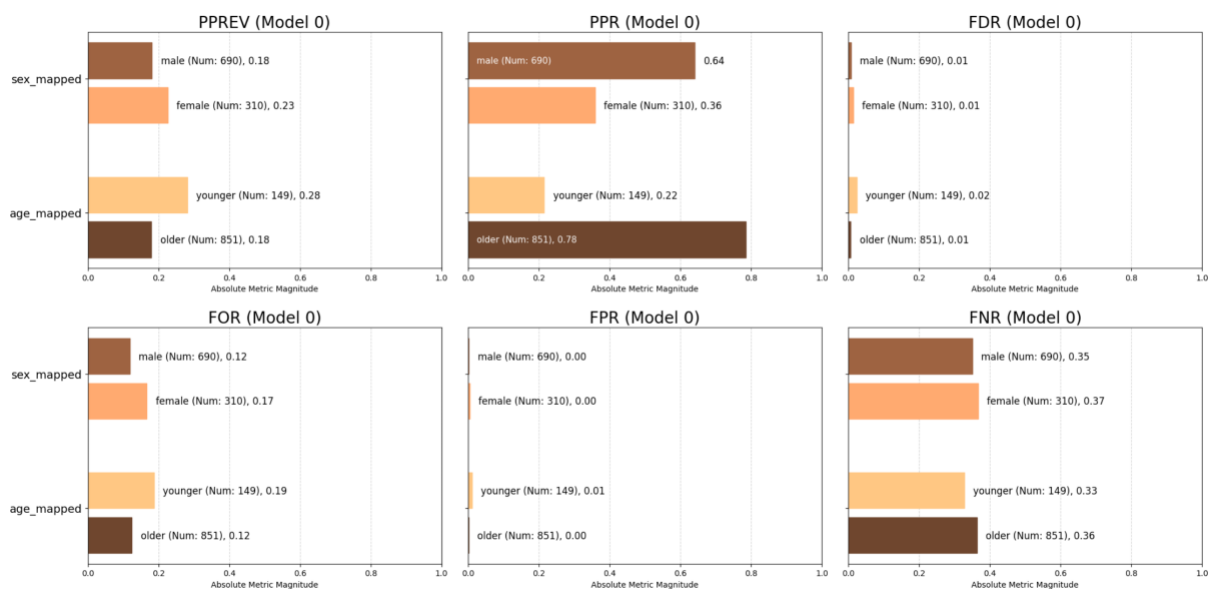 PPREV (Model 0)
sex_mapped
male (Num: 690), 0.18
female (Num: 310), 0.23
age_mapped
younger (Num: 149), 0.28
older (Num: 851), 0.18
0.0 0.2 0.4 0.6 0.8 1.0
Absolute Metric Magnitude
PPR (Model 0)
male (Num: 690) 0.64
female (Num: 310), 0.36
younger (Num: 149), 0.22
older (Num: 851), 0.78
0.0 0.2 0.4 0.6 0.8 1.0
Absolute Metric Magnitude
FDR (Model 0)
male (Num: 690), 0.01
female (Num: 310), 0.01
younger (Num: 149), 0.02
older (Num: 851), 0.01
0.0 0.2 0.4 0.6 0.8 1.0
Absolute Metric Magnitude
FOR (Model 0)
sex_mapped
male (Num: 690), 0.12
female (Num: 310), 0.17
age_mapped
younger (Num: 149), 0.19
older (Num: 851), 0.12
0.0 0.2 0.4 0.6 0.8 1.0
Absolute Metric Magnitude
FPR (Model 0)
male (Num: 690), 0.00
female (Num: 310), 0.00
younger (Num: 149), 0.01
older (Num: 851), 0.00
0.0 0.2 0.4 0.6 0.8 1.0
Absolute Metric Magnitude
FNR (Model 0)
male (Num: 690), 0.35
female (Num: 310), 0.37
younger (Num: 149), 0.33
older (Num: 851), 0.36
0.0 0.2 0.4 0.6 0.8 1.0
Absolute Metric Magnitude